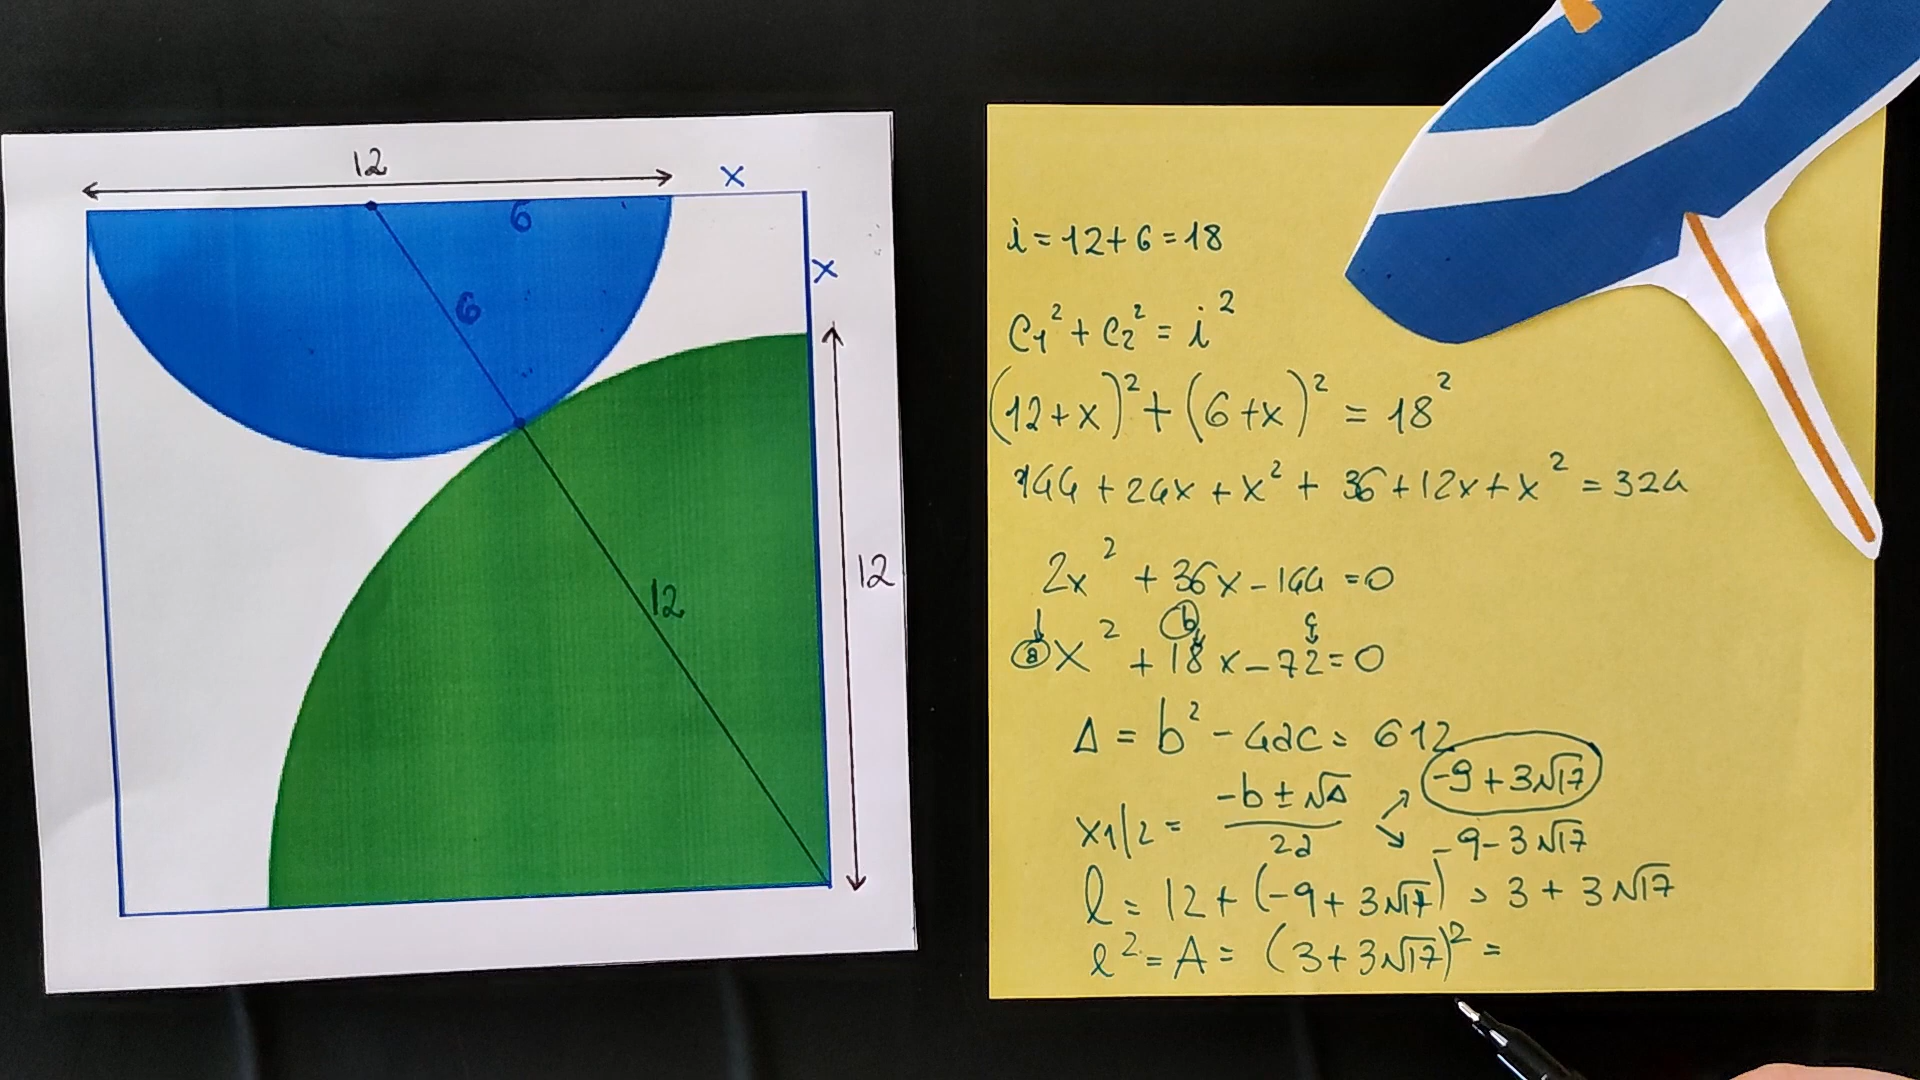 12
x
6
x
6
12
12
i = 12 + 6 = 18
C₁² + C₂² = i²
(12 + x)² + (6 + x)² = 18²
144 + 24x + x² + 36 + 12x + x² = 324
2x² + 36x - 144 = 0
b c
a x² + 18x - 72 = 0
Δ = b² - 4ac = 612
x1/2 = (-b ± √Δ)/2a -9 + 3√17
-9 - 3√17
l = 12 + (-9 + 3√17) = 3 + 3√17
l² = A = (3 + 3√17)² =